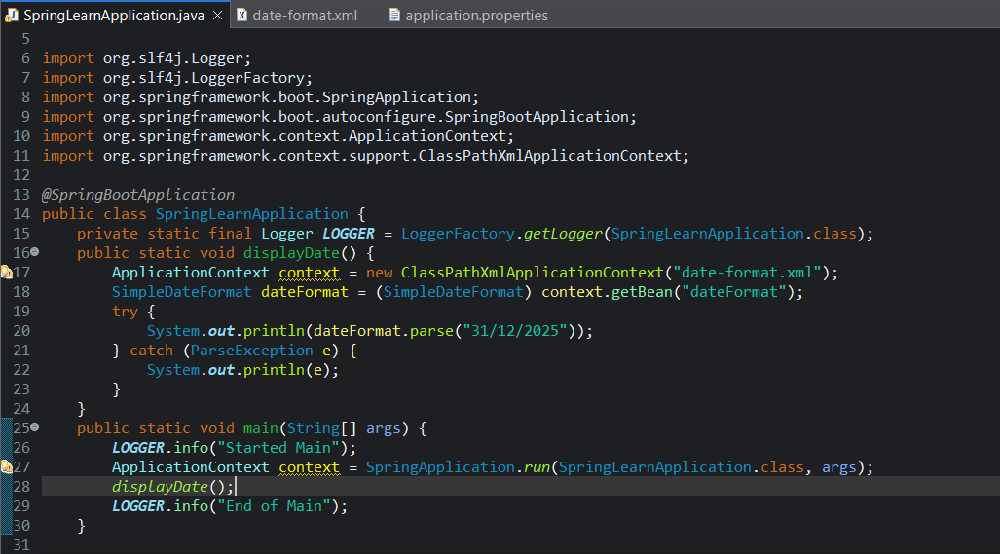 SpringLearnApplication.java date-format.xml application.properties
5
6 import org.slf4j.Logger;
7 import org.slf4j.LoggerFactory;
8 import org.springframework.boot.SpringApplication;
9 import org.springframework.boot.autoconfigure.SpringBootApplication;
10 import org.springframework.context.ApplicationContext;
11 import org.springframework.context.support.ClassPathXmlApplicationContext;
12
13 @SpringBootApplication
14 public class SpringLearnApplication {
15     private static final Logger LOGGER = LoggerFactory.getLogger(SpringLearnApplication.class);
16     public static void displayDate() {
17         ApplicationContext context = new ClassPathXmlApplicationContext("date-format.xml");
18         SimpleDateFormat dateFormat = (SimpleDateFormat) context.getBean("dateFormat");
19         try {
20             System.out.println(dateFormat.parse("31/12/2025"));
21         } catch (ParseException e) {
22             System.out.println(e);
23         }
24     }
25     public static void main(String[] args) {
26         LOGGER.info("Started Main");
27         ApplicationContext context = SpringApplication.run(SpringLearnApplication.class, args);
28         displayDate();
29         LOGGER.info("End of Main");
30     }
31